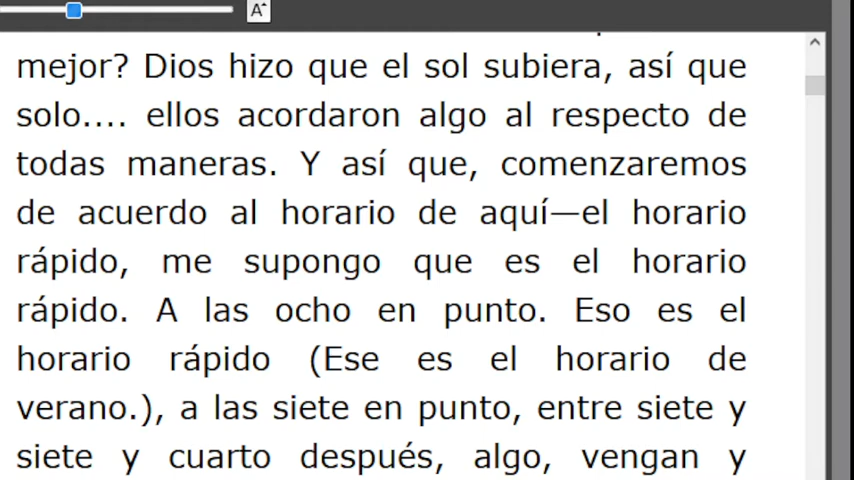 A
mejor? Dios hizo que el sol subiera, así que
solo.... ellos acordaron algo al respecto de
todas maneras. Y así que, comenzaremos
de acuerdo al horario de aquí—el horario
rápido, me supongo que es el horario
rápido. A las ocho en punto. Eso es el
horario rápido (Ese es el horario de
verano.), a las siete en punto, entre siete y
siete y cuarto después, algo, vengan y